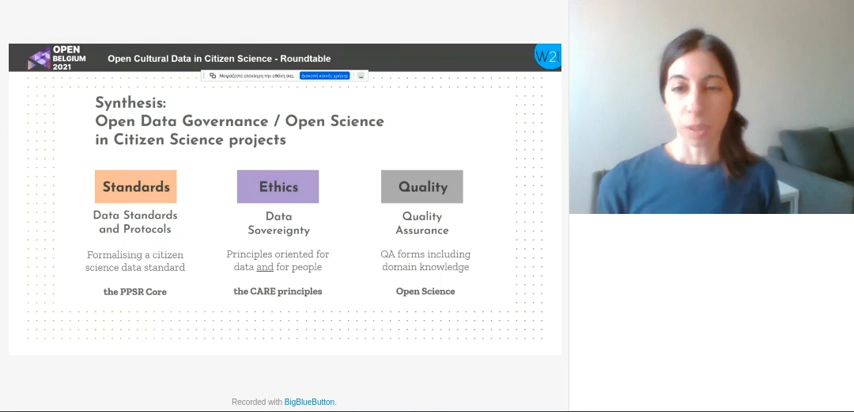 OPEN
BELGIUM
2021
Open Cultural Data in Citizen Science - Roundtable
W2
Synthesis:
Open Data Governance / Open Science
in Citizen Science projects
Standards
Ethics
Quality
Data Standards
and Protocols
Data
Sovereignty
Quality
Assurance
Formalising a citizen
science data standard
Principles oriented for
data and for people
QA forms including
domain knowledge
the PPSR Core
the CARE principles
Open Science
Recorded with BigBlueButton.